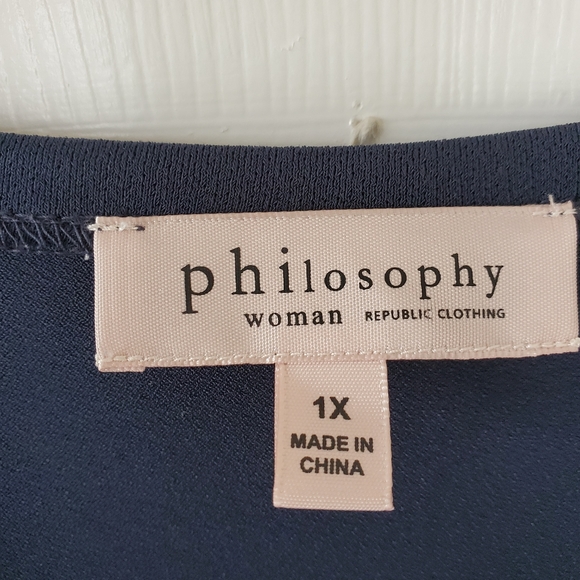 philosophy
woman REPUBLIC CLOTHING
1X
MADE IN
CHINA